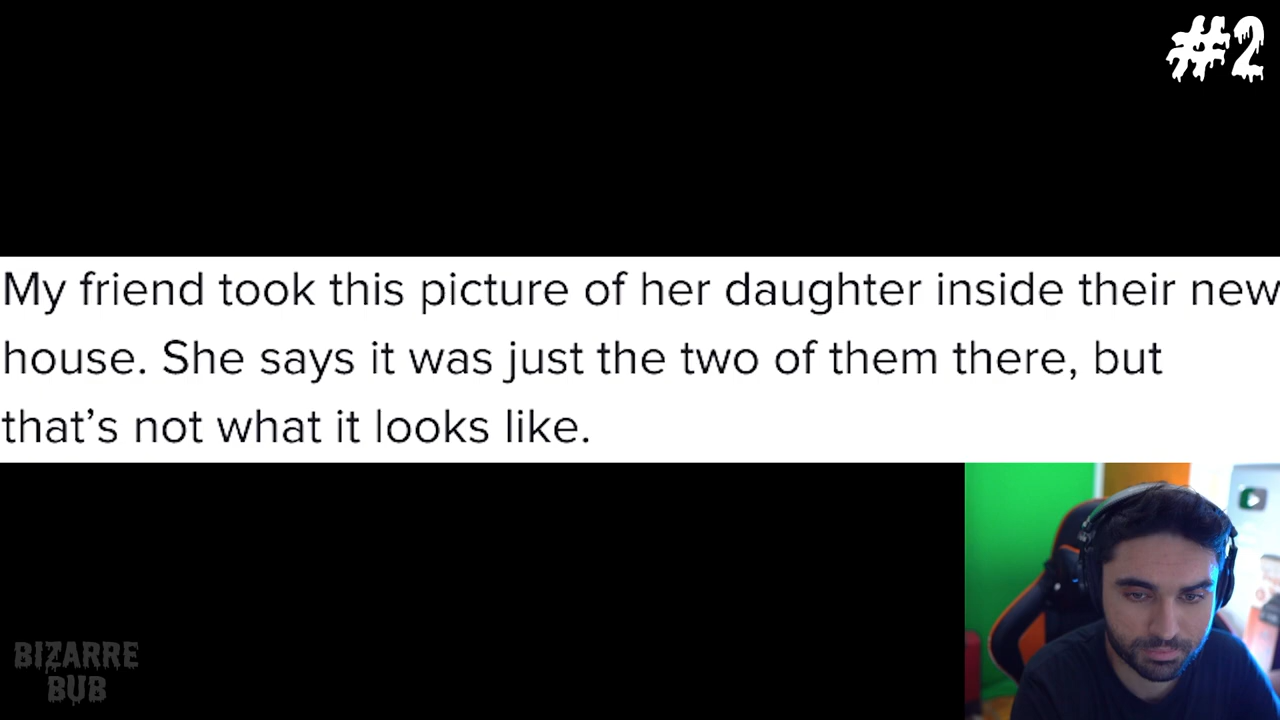 #2
My friend took this picture of her daughter inside their new
house. She says it was just the two of them there, but
that’s not what it looks like.
BIZARRE
BUB